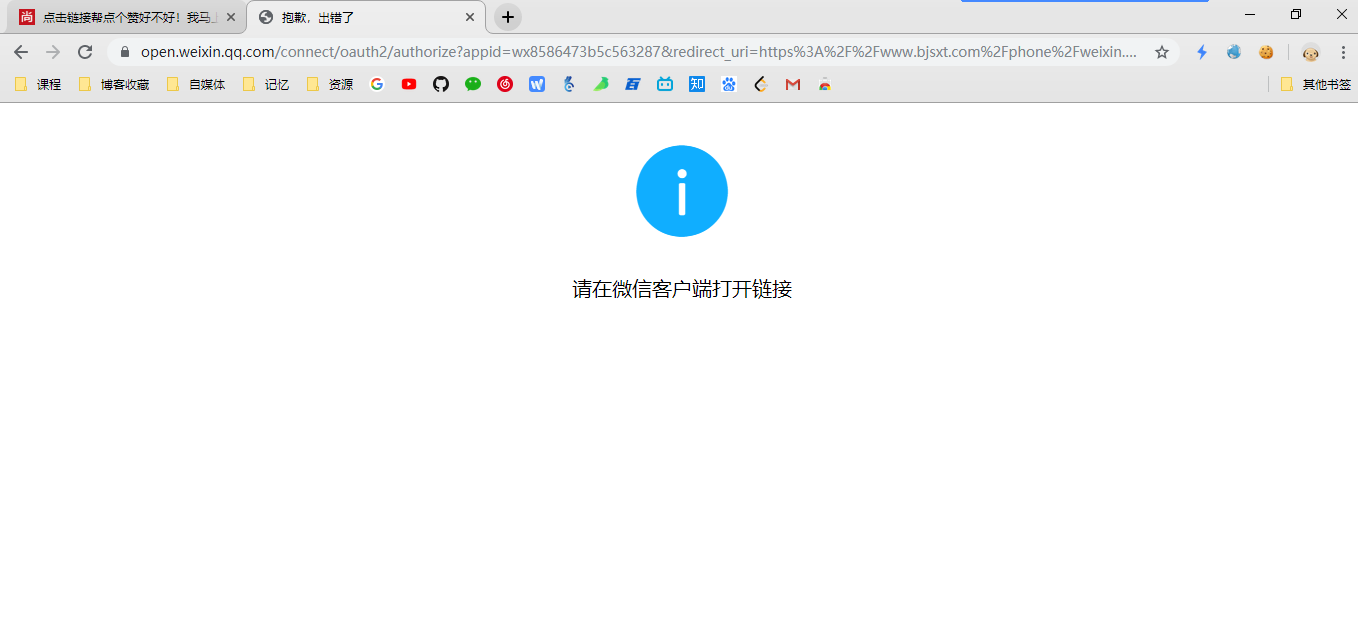 尚 点击链接帮点个赞好不好！我马上
抱歉，出错了
open.weixin.qq.com/connect/oauth2/authorize?appid=wx8586473b5c563287&redirect_uri=https%3A%2F%2Fwww.bjsxt.com%2Fphone%2Fweixin....
课程 博客收藏 自媒体 记忆 资源 知 其他书签
请在微信客户端打开链接